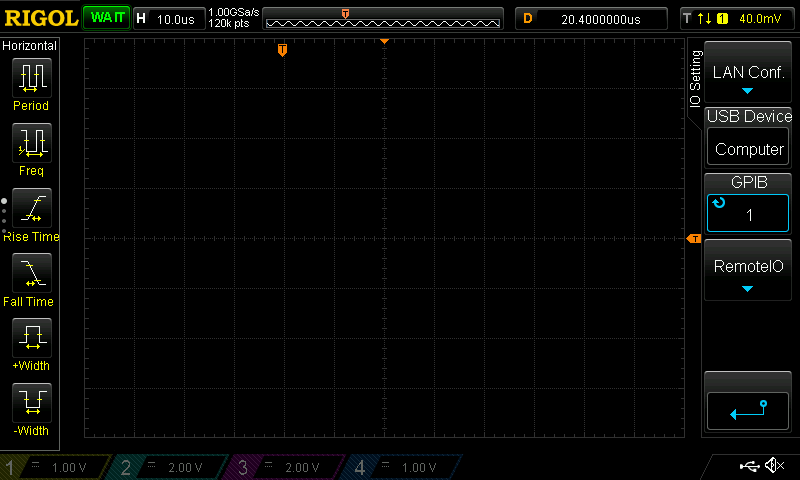 RIGOL
WAIT
H 10.0us
1.00GSa/s
120k pts
T
D 20.4000000us
T 1 40.0mV
Horizontal
Period
Freq
Rise Time
Fall Time
+Width
-Width
T
T
IO Setting
LAN Conf.
USB Device
Computer
GPIB
1
RemoteIO
1 1.00 V
2 2.00 V
3 2.00 V
4 1.00 V